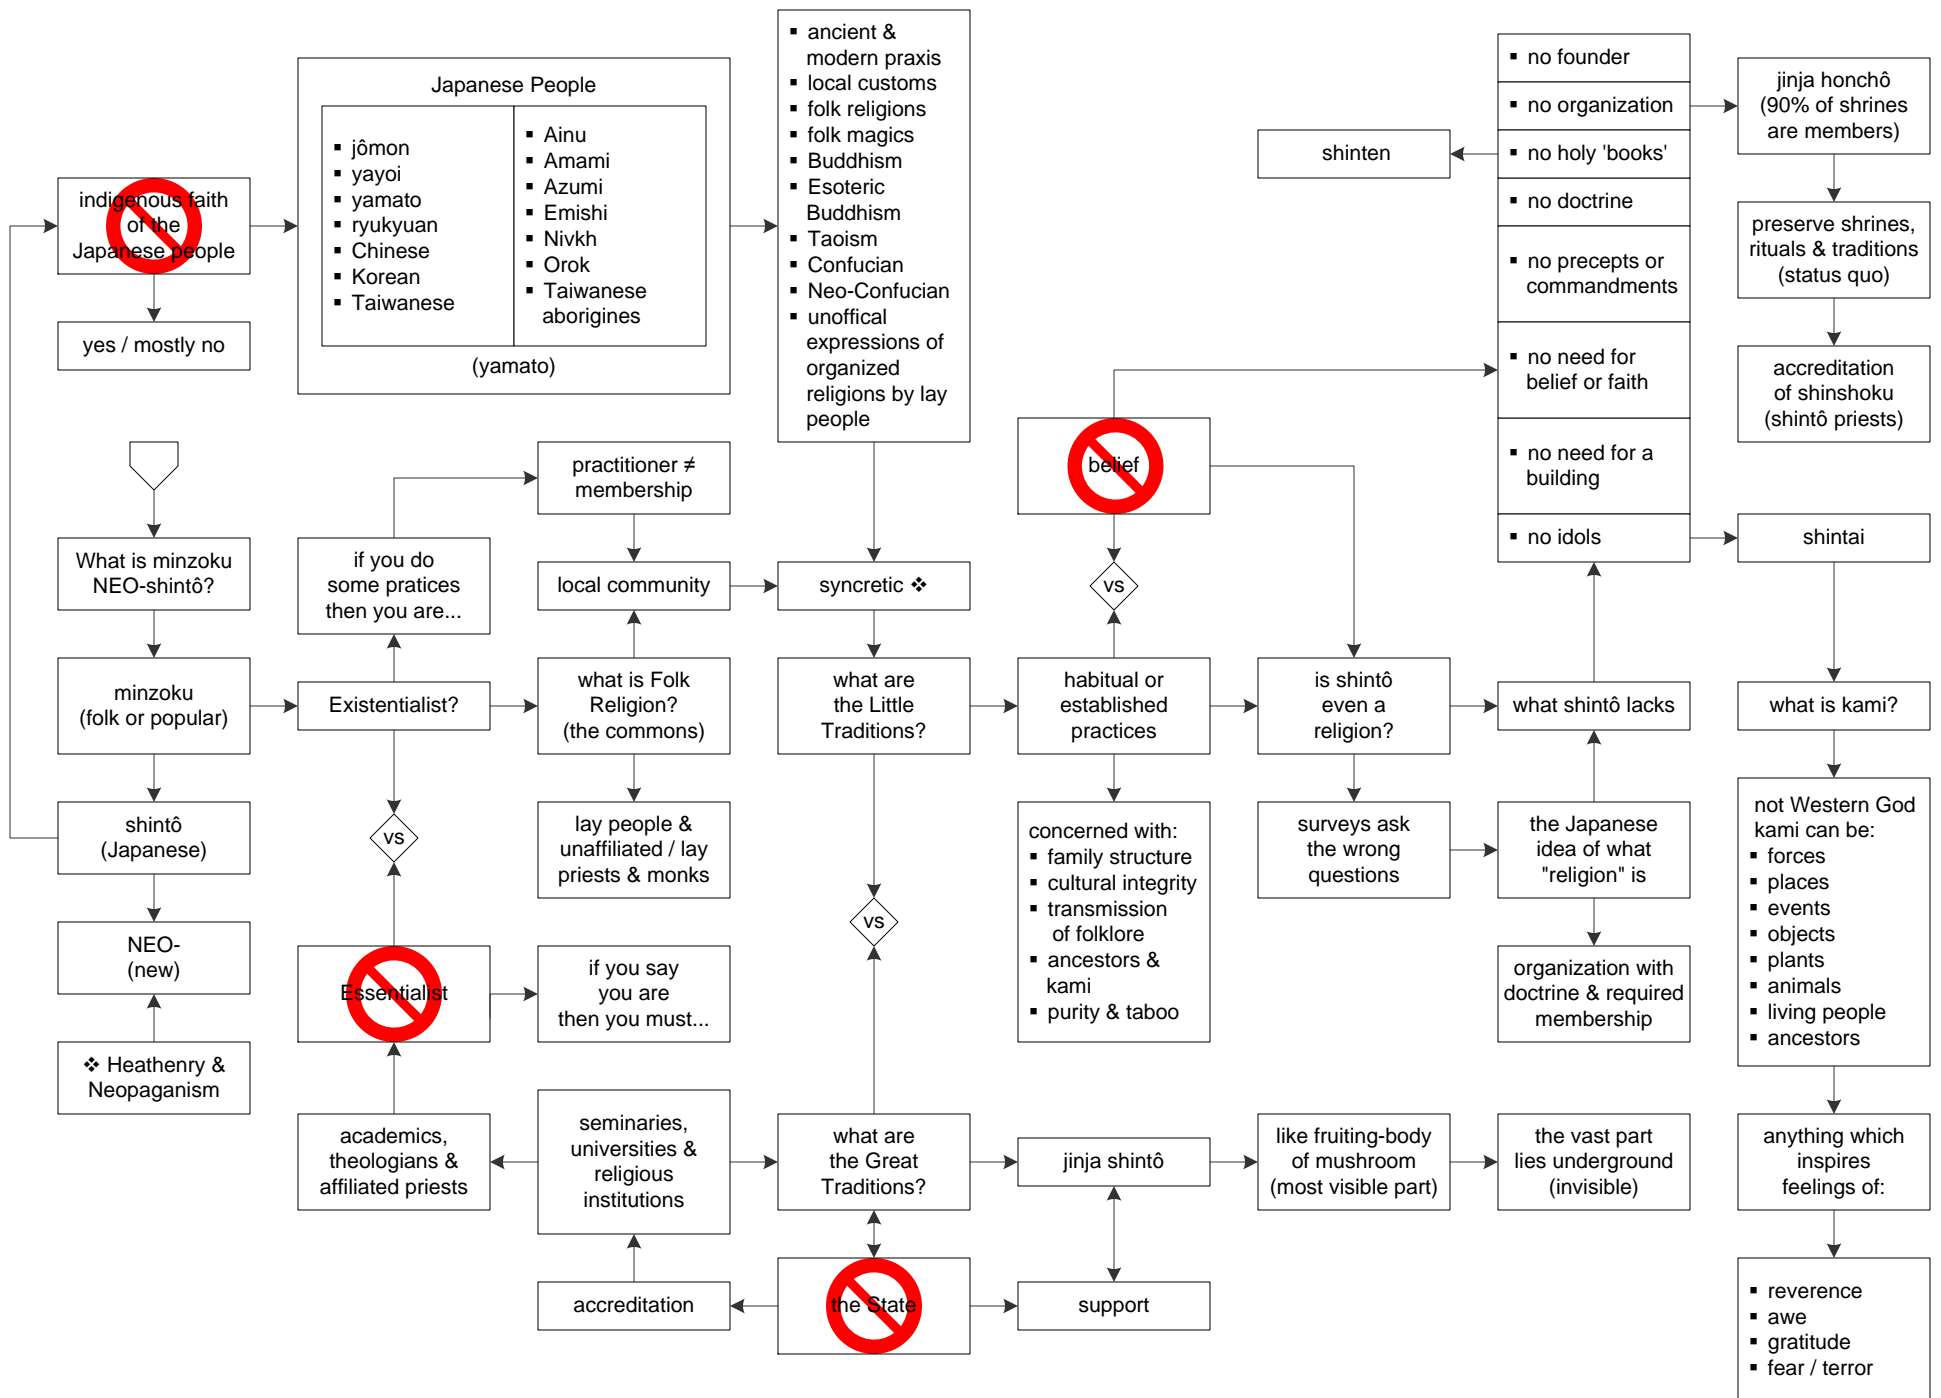 indigenous faith
of the
Japanese people
yes / mostly no
Japanese People
▪ jômon
▪ yayoi
▪ yamato
▪ ryukyuan
▪ Chinese
▪ Korean
▪ Taiwanese
▪ Ainu
▪ Amami
▪ Azumi
▪ Emishi
▪ Nivkh
▪ Orok
▪ Taiwanese
aborigines
(yamato)
▪ ancient &
modern praxis
▪ local customs
▪ folk religions
▪ folk magics
▪ Buddhism
▪ Esoteric
Buddhism
▪ Taoism
▪ Confucian
▪ Neo-Confucian
▪ unoffical
expressions of
organized
religions by lay
people
shinten
▪ no founder
▪ no organization
▪ no holy 'books'
▪ no doctrine
▪ no precepts or
commandments
▪ no need for
belief or faith
▪ no need for a
building
▪ no idols
jinja honchô
(90% of shrines
are members)
preserve shrines,
rituals & traditions
(status quo)
accreditation
of shinshoku
(shintô priests)
What is minzoku
NEO-shintô?
minzoku
(folk or popular)
shintô
(Japanese)
NEO-
(new)
❖ Heathenry &
Neopaganism
if you do
some pratices
then you are...
practitioner ≠
membership
local community
syncretic ❖
Existentialist?
what is Folk
Religion?
(the commons)
lay people &
unaffiliated / lay
priests & monks
vs
Essentialist
if you say
you are
then you must...
academics,
theologians &
affiliated priests
seminaries,
universities &
religious
institutions
accreditation
what are
the Little
Traditions?
vs
what are
the Great
Traditions?
the State
belief
vs
habitual or
established
practices
concerned with:
▪ family structure
▪ cultural integrity
▪ transmission
of folklore
▪ ancestors &
kami
▪ purity & taboo
jinja shintô
support
is shintô
even a
religion?
surveys ask
the wrong
questions
like fruiting-body
of mushroom
(most visible part)
what shintô lacks
the Japanese
idea of what
"religion" is
organization with
doctrine & required
membership
the vast part
lies underground
(invisible)
shintai
what is kami?
not Western God
kami can be:
▪ forces
▪ places
▪ events
▪ objects
▪ plants
▪ animals
▪ living people
▪ ancestors
anything which
inspires
feelings of:
▪ reverence
▪ awe
▪ gratitude
▪ fear / terror